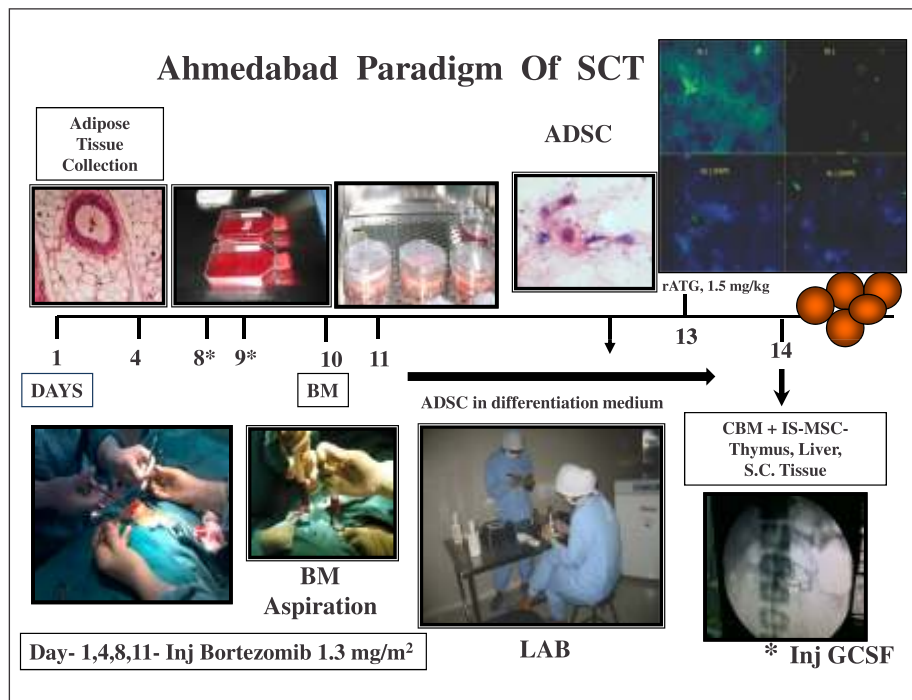 Ahmedabad Paradigm Of SCT
Adipose
Tissue
Collection
ADSC
rATG, 1.5 mg/kg
1
4
8*
9*
10
11
13
14
DAYS
BM
ADSC in differentiation medium
CBM + IS-MSC-
Thymus, Liver,
S.C. Tissue
BM
Aspiration
LAB
Day- 1,4,8,11- Inj Bortezomib 1.3 mg/m²
* Inj GCSF